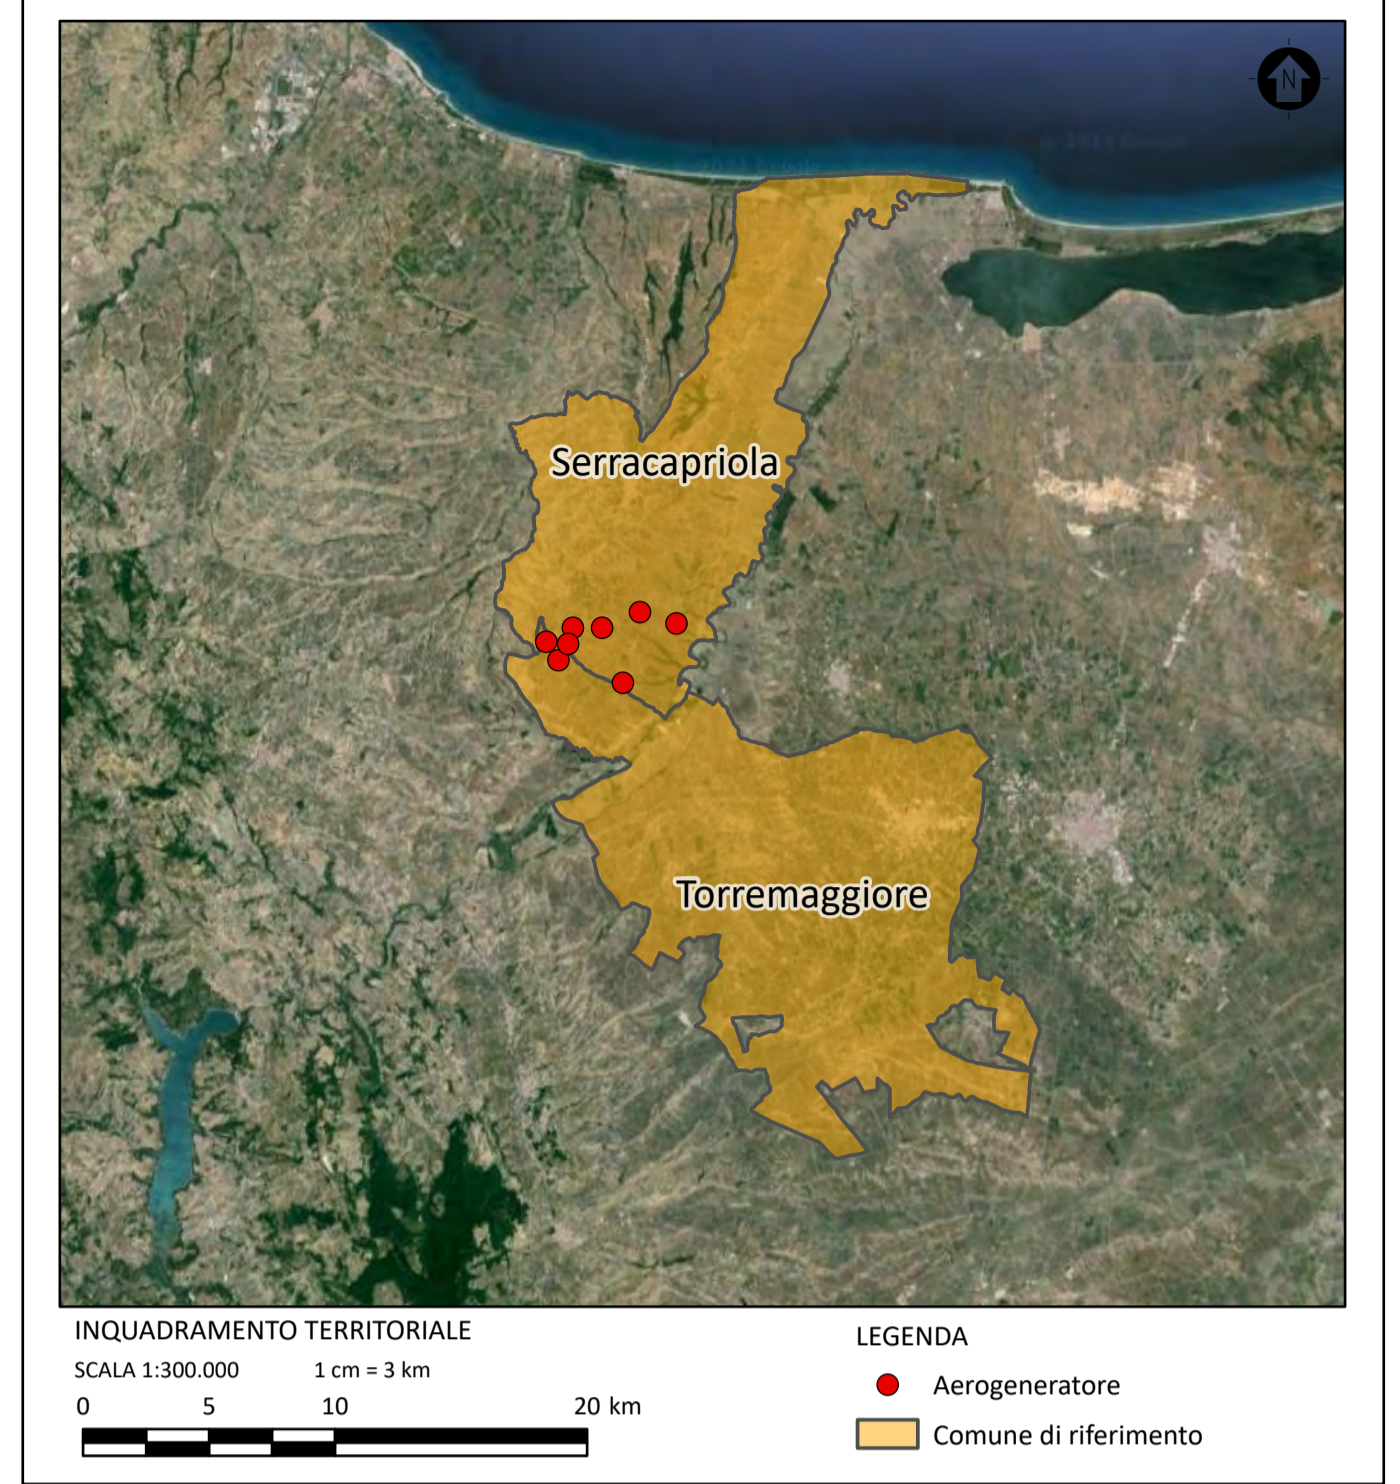 N
Serracapriola
Torremaggiore
INQUADRAMENTO TERRITORIALE
SCALA 1:300.000 1 cm = 3 km
0 5 10 20 km
LEGENDA
Aerogeneratore
Comune di riferimento